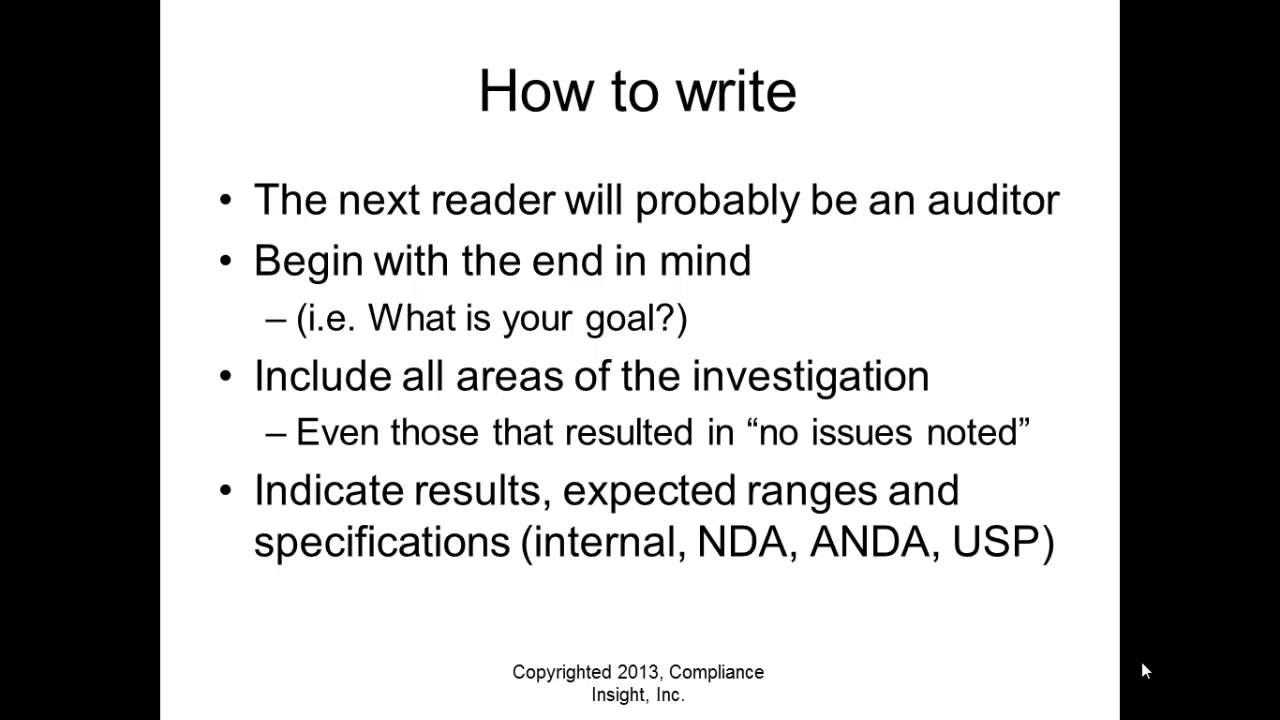 How to write
• The next reader will probably be an auditor
• Begin with the end in mind
– (i.e. What is your goal?)
• Include all areas of the investigation
– Even those that resulted in “no issues noted”
• Indicate results, expected ranges and
specifications (internal, NDA, ANDA, USP)
Copyrighted 2013, Compliance
Insight, Inc.